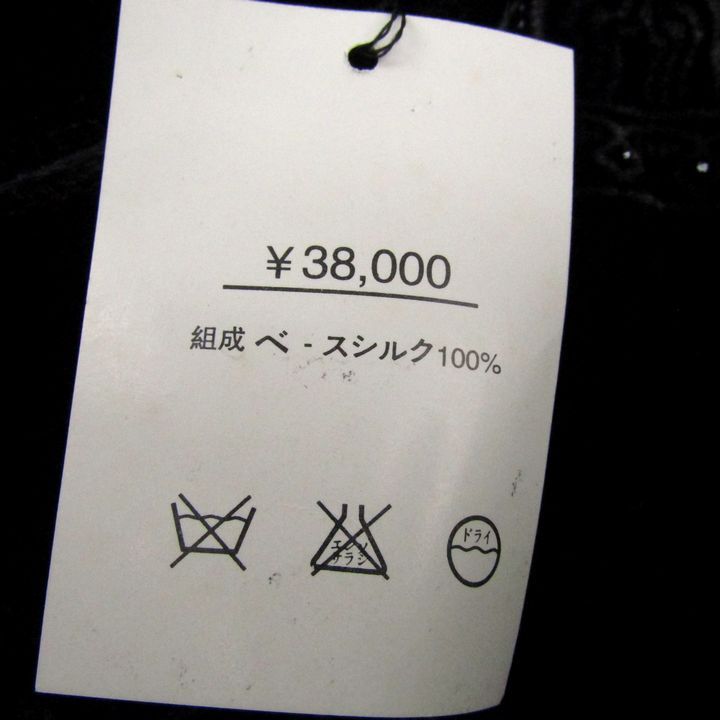 ¥38,000
組成 ベ - スシルク100%
エンソ
サラシ
ドライ